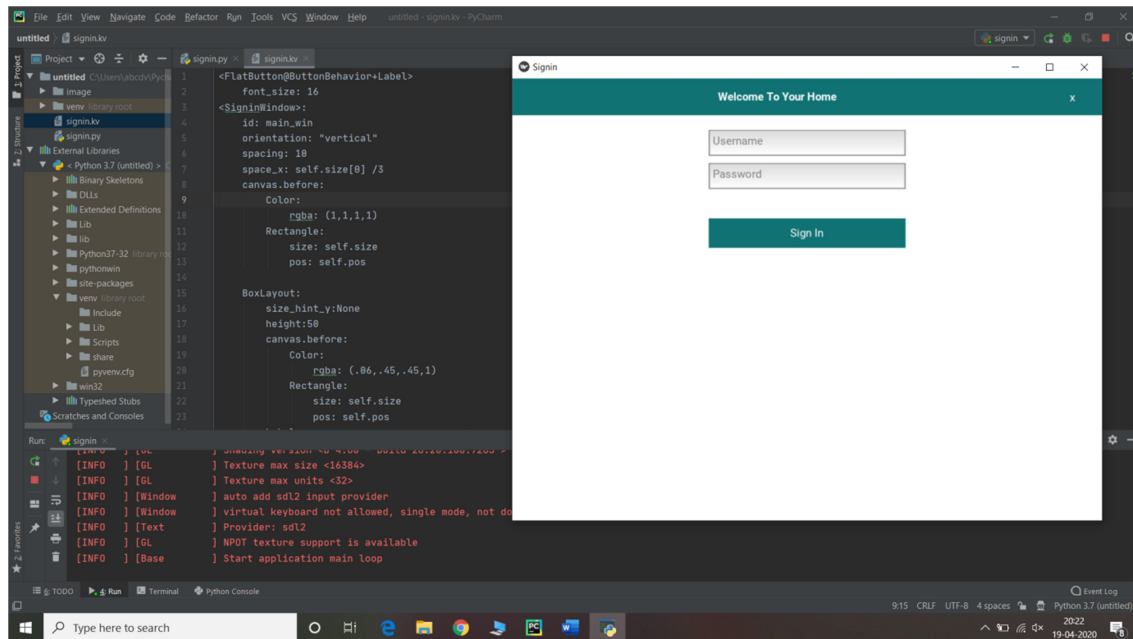 File Edit View Navigate Code Refactor Run Tools VCS Window Help untitled - signin.kv - PyCharm
untitled signin.kv
signin
Project
signin.py signin.kv
1: Project
untitled C:\Users\abcdv\Pych
image
venv library root
signin.kv
signin.py
External Libraries
< Python 3.7 (untitled) > C
Binary Skeletons
DLLs
Extended Definitions
Lib
lib
Python37-32 library roo
pythonwin
site-packages
venv library root
Include
Lib
Scripts
share
pyvenv.cfg
win32
Typeshed Stubs
Scratches and Consoles
7: Structure
2: Favorites
1 <FlatButton@ButtonBehavior+Label>
2 font_size: 16
3 <SigninWindow>:
4 id: main_win
5 orientation: "vertical"
6 spacing: 10
7 space_x: self.size[0] /3
8 canvas.before:
9 Color:
10 rgba: (1,1,1,1)
11 Rectangle:
12 size: self.size
13 pos: self.pos
14
15 BoxLayout:
16 size_hint_y:None
17 height:50
18 canvas.before:
19 Color:
20 rgba: (.06,.45,.45,1)
21 Rectangle:
22 size: self.size
23 pos: self.pos
Signin
Welcome To Your Home x
Username
Password
Sign In
Run: signin
[INFO ] [GL ] Texture max size <16384>
[INFO ] [GL ] Texture max units <32>
[INFO ] [Window ] auto add sdl2 input provider
[INFO ] [Window ] virtual keyboard not allowed, single mode, not do
[INFO ] [Text ] Provider: sdl2
[INFO ] [GL ] NPOT texture support is available
[INFO ] [Base ] Start application main loop
6: TODO 4: Run Terminal Python Console Event Log
9:15 CRLF UTF-8 4 spaces Python 3.7 (untitled)
Type here to search
20:22
19-04-2020